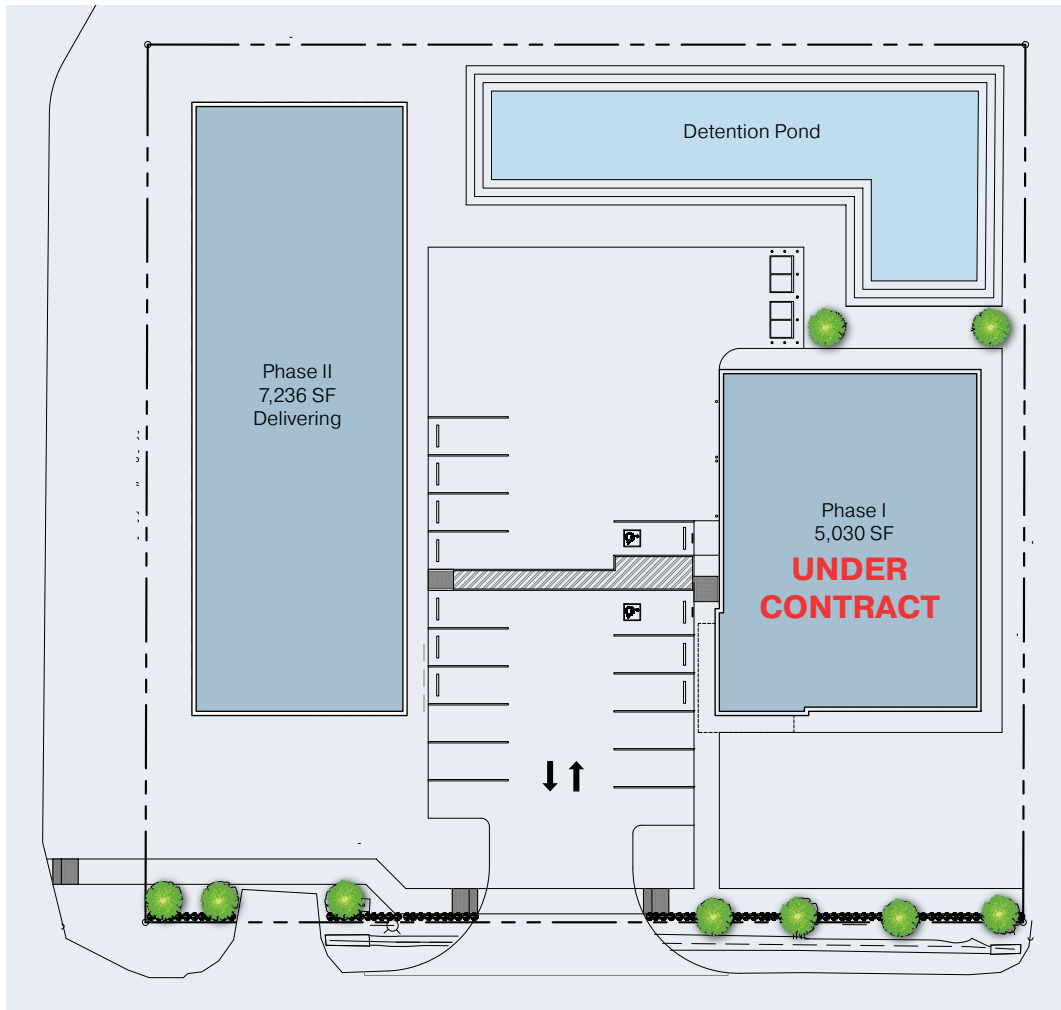 Detention Pond
Phase II
7,236 SF
Delivering
Phase I
5,030 SF
UNDER
CONTRACT